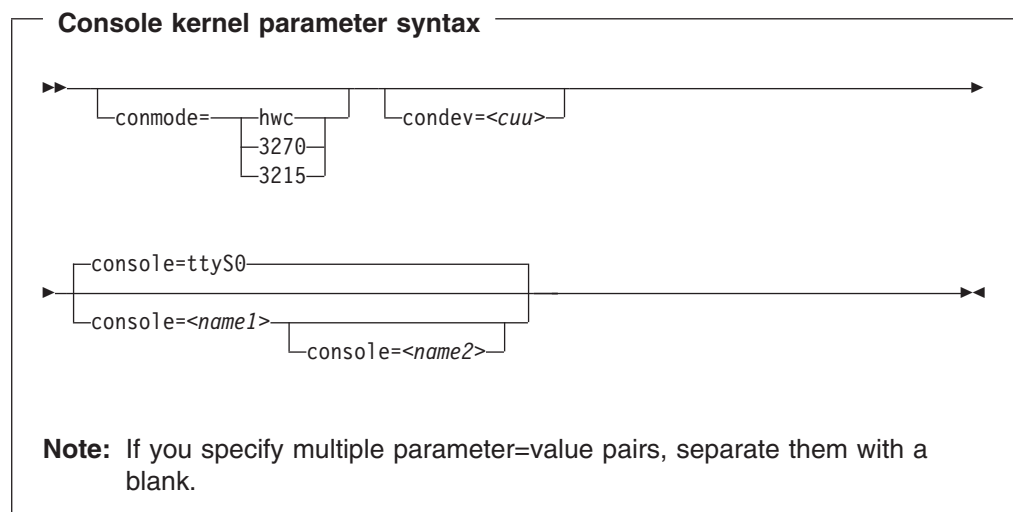 Console kernel parameter syntax
conmode= hwc condev=<cuu>
3270
3215
console=ttyS0
console=<name1>
console=<name2>
Note: If you specify multiple parameter=value pairs, separate them with a
blank.